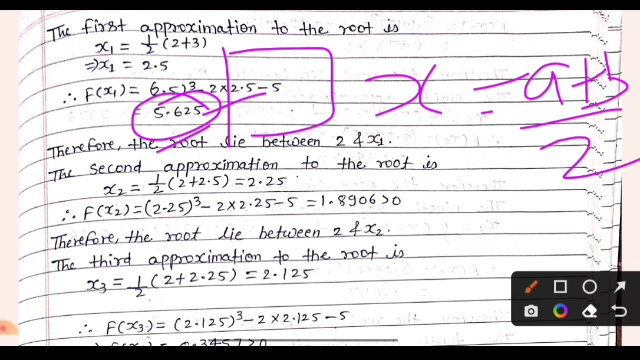 The first approximation to the root is
x₁ = ½(2+3)
⇒x₁ = 2.5
∴ F(x₁) = (2.5)³ - 2×2.5 - 5
= 5.625
x = a+b/2
Therefore, the root lie between 2 & x₁.
The second approximation to the root is
x₂ = ½(2+2.5) = 2.25
∴ F(x₂) = (2.25)³ - 2×2.25 - 5 = 1.8906>0
Therefore, the root lie between 2 & x₂
The third approximation to the root is
x₃ = ½(2+2.25) = 2.125
∴ F(x₃) = (2.125)³ - 2×2.125 - 5